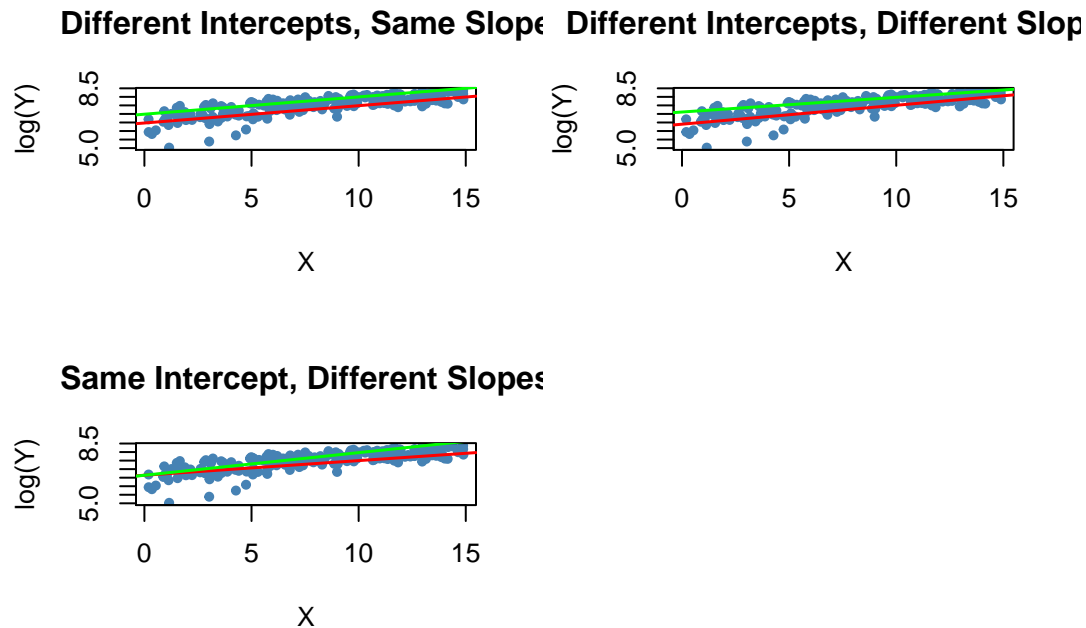 Different Intercepts, Same Slope
log(Y)
8.5
5.0
0 5 10 15
X
Different Intercepts, Different Slop
log(Y)
8.5
5.0
0 5 10 15
X
Same Intercept, Different Slopes
log(Y)
8.5
5.0
0 5 10 15
X